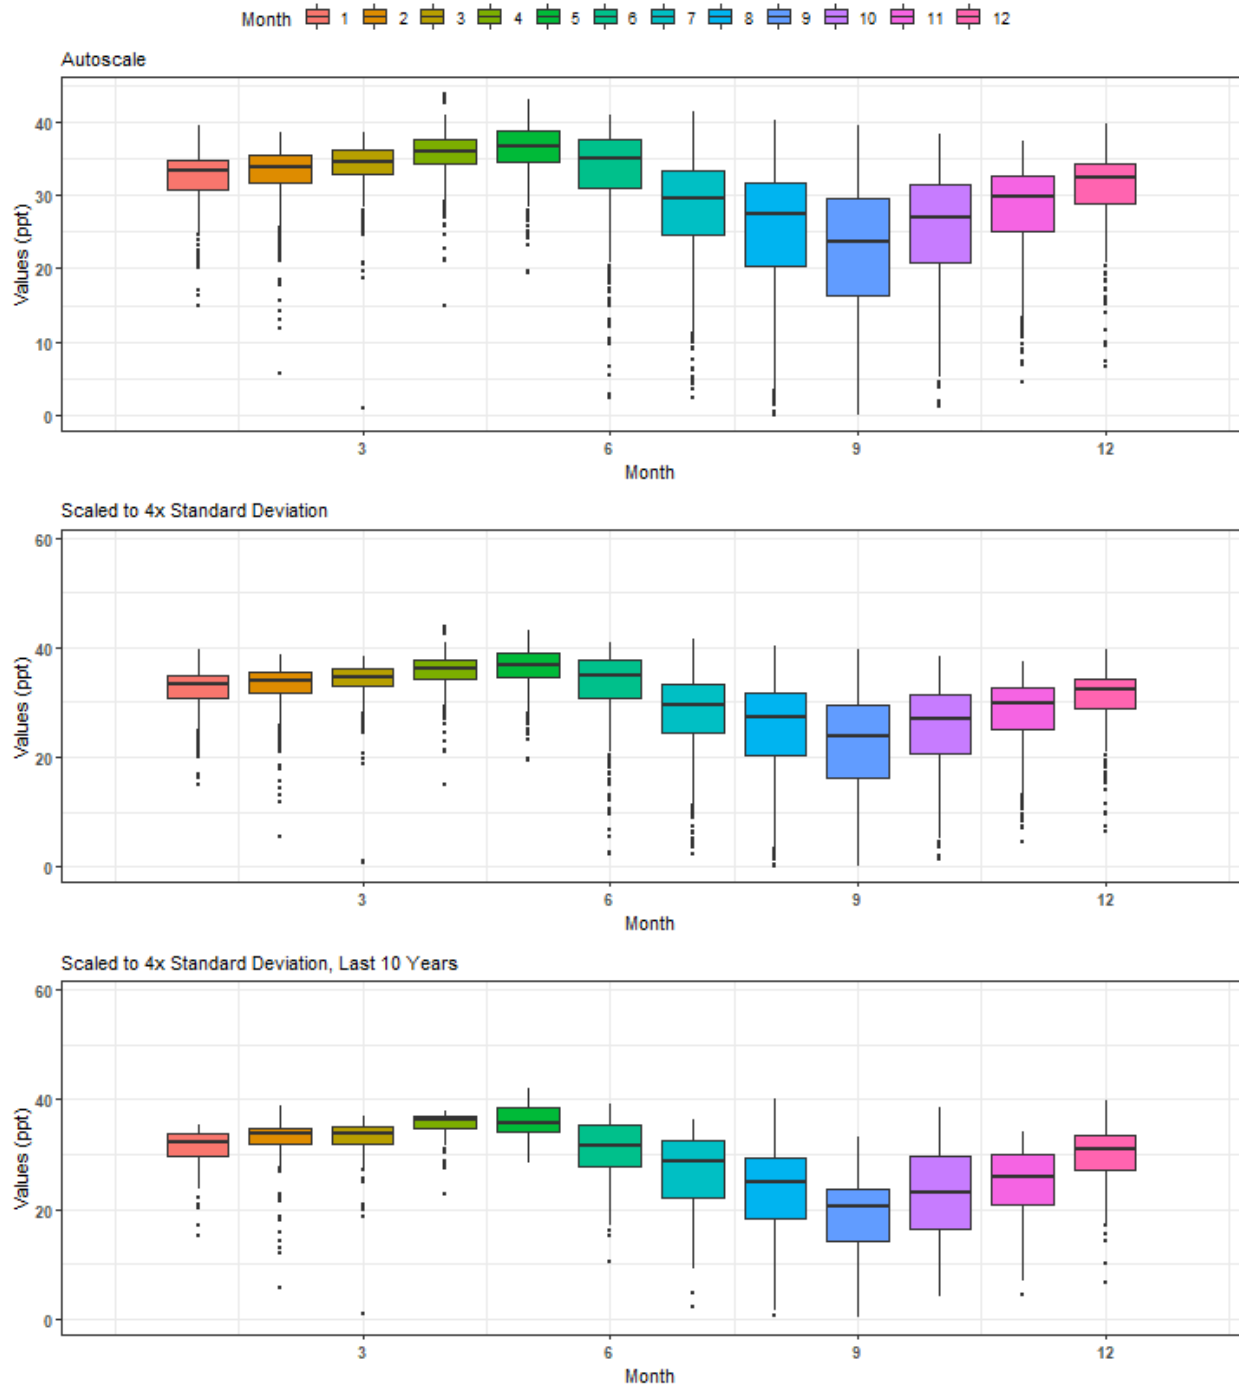 Month 1 2 3 4 5 6 7 8 9 10 11 12
Autoscale
Values (ppt)
40
30
20
10
0
3 6 9 12
Month
Scaled to 4x Standard Deviation
Values (ppt)
60
40
20
0
3 6 9 12
Month
Scaled to 4x Standard Deviation, Last 10 Years
Values (ppt)
60
40
20
0
3 6 9 12
Month